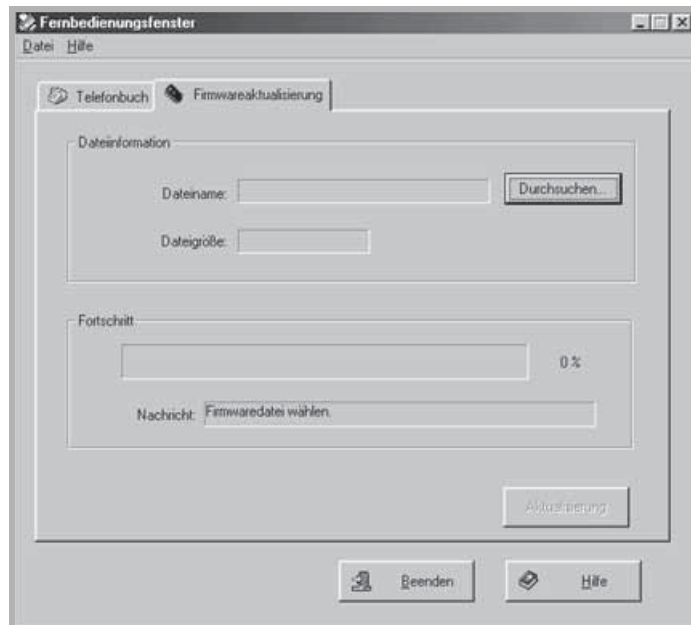 Fernbedienungsfenster
Datei Hilfe
Telefonbuch Firmwareaktualisierung
Dateiinformation
Dateiname: Durchsuchen...
Dateigröße:
Fortschritt
0 %
Nachricht: Firmwaredatei wählen.
Aktualisierung
Beenden Hilfe